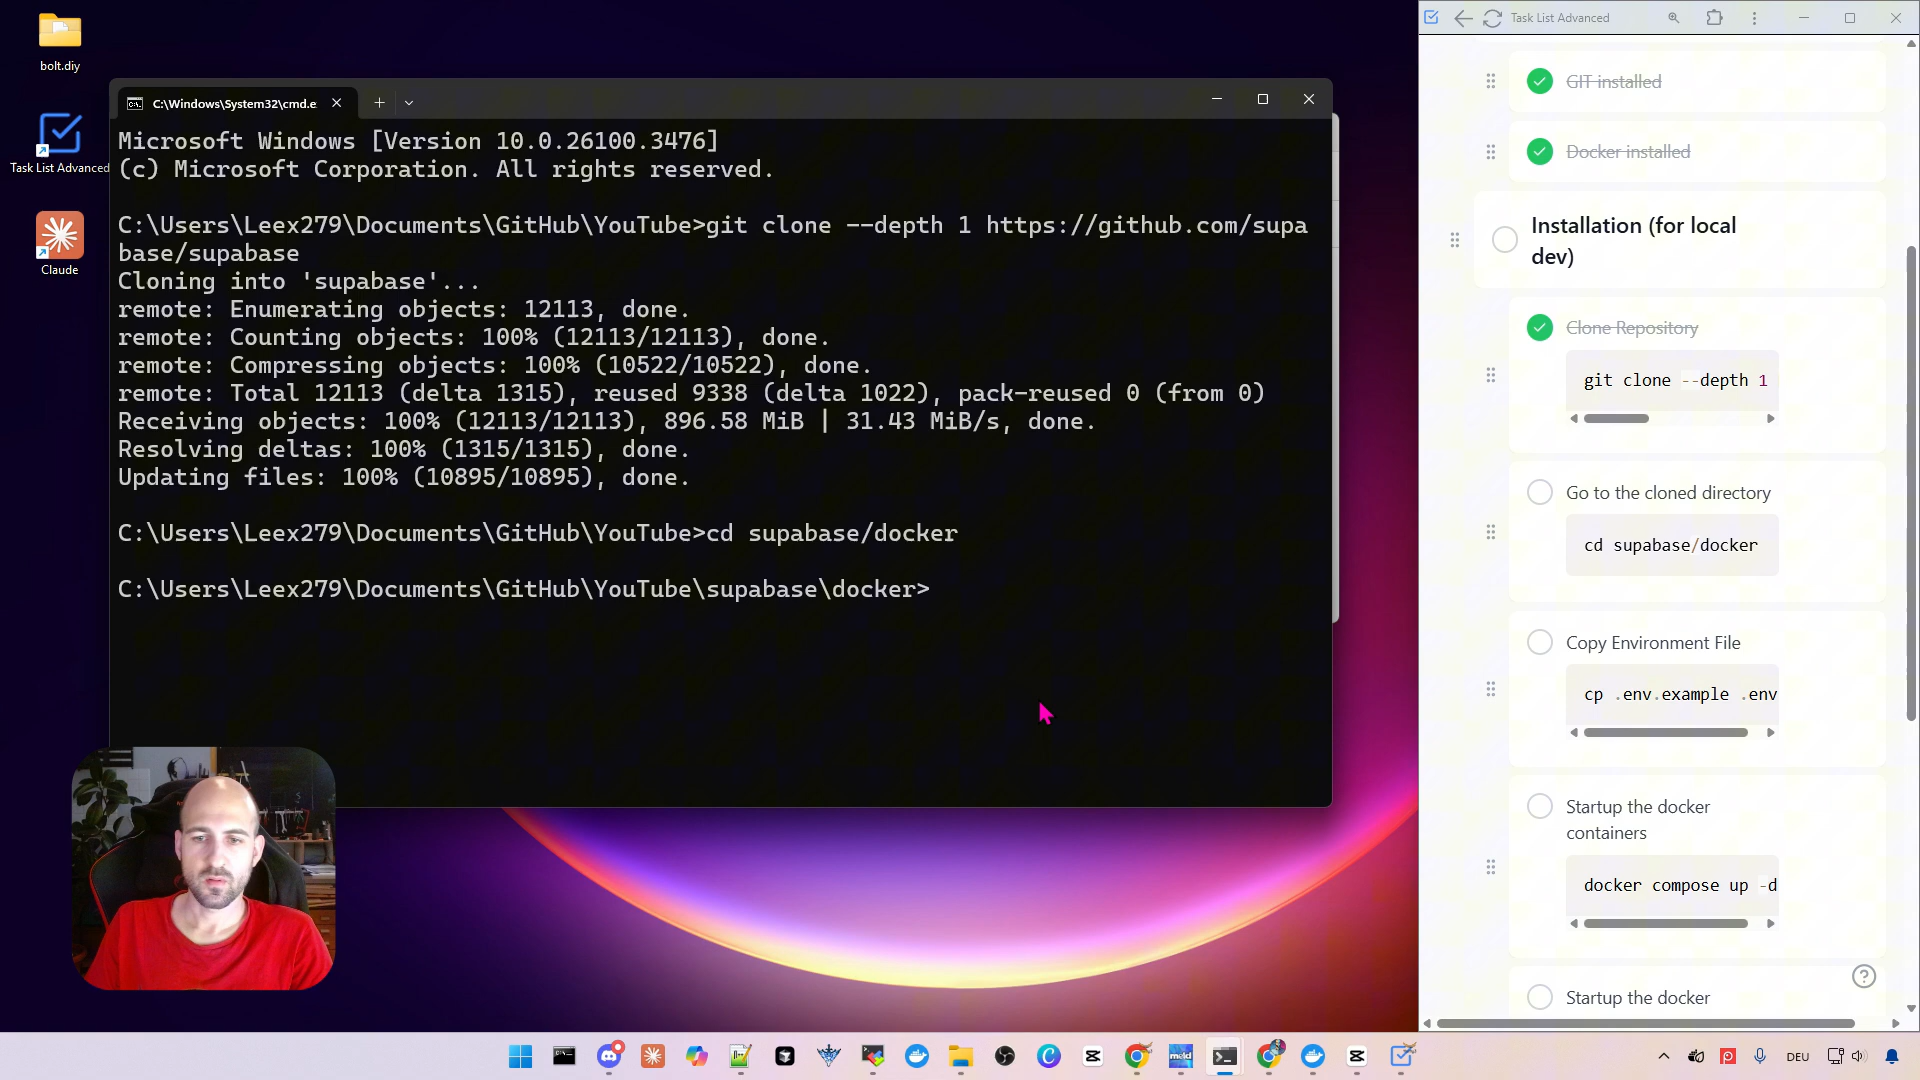 bolt.diy
Task List Advanced
Claude
C:\Windows\System32\cmd.e
Microsoft Windows [Version 10.0.26100.3476]
(c) Microsoft Corporation. All rights reserved.
C:\Users\Leex279\Documents\GitHub\YouTube>git clone --depth 1 https://github.com/supa
base/supabase
Cloning into 'supabase'...
remote: Enumerating objects: 12113, done.
remote: Counting objects: 100% (12113/12113), done.
remote: Compressing objects: 100% (10522/10522), done.
remote: Total 12113 (delta 1315), reused 9338 (delta 1022), pack-reused 0 (from 0)
Receiving objects: 100% (12113/12113), 896.58 MiB | 31.43 MiB/s, done.
Resolving deltas: 100% (1315/1315), done.
Updating files: 100% (10895/10895), done.
C:\Users\Leex279\Documents\GitHub\YouTube>cd supabase/docker
C:\Users\Leex279\Documents\GitHub\YouTube\supabase\docker>
Task List Advanced
GIT installed
Docker installed
Installation (for local
dev)
Clone Repository
git clone --depth 1
Go to the cloned directory
cd supabase/docker
Copy Environment File
cp .env.example .env
Startup the docker
containers
docker compose up -d
Startup the docker
DEU